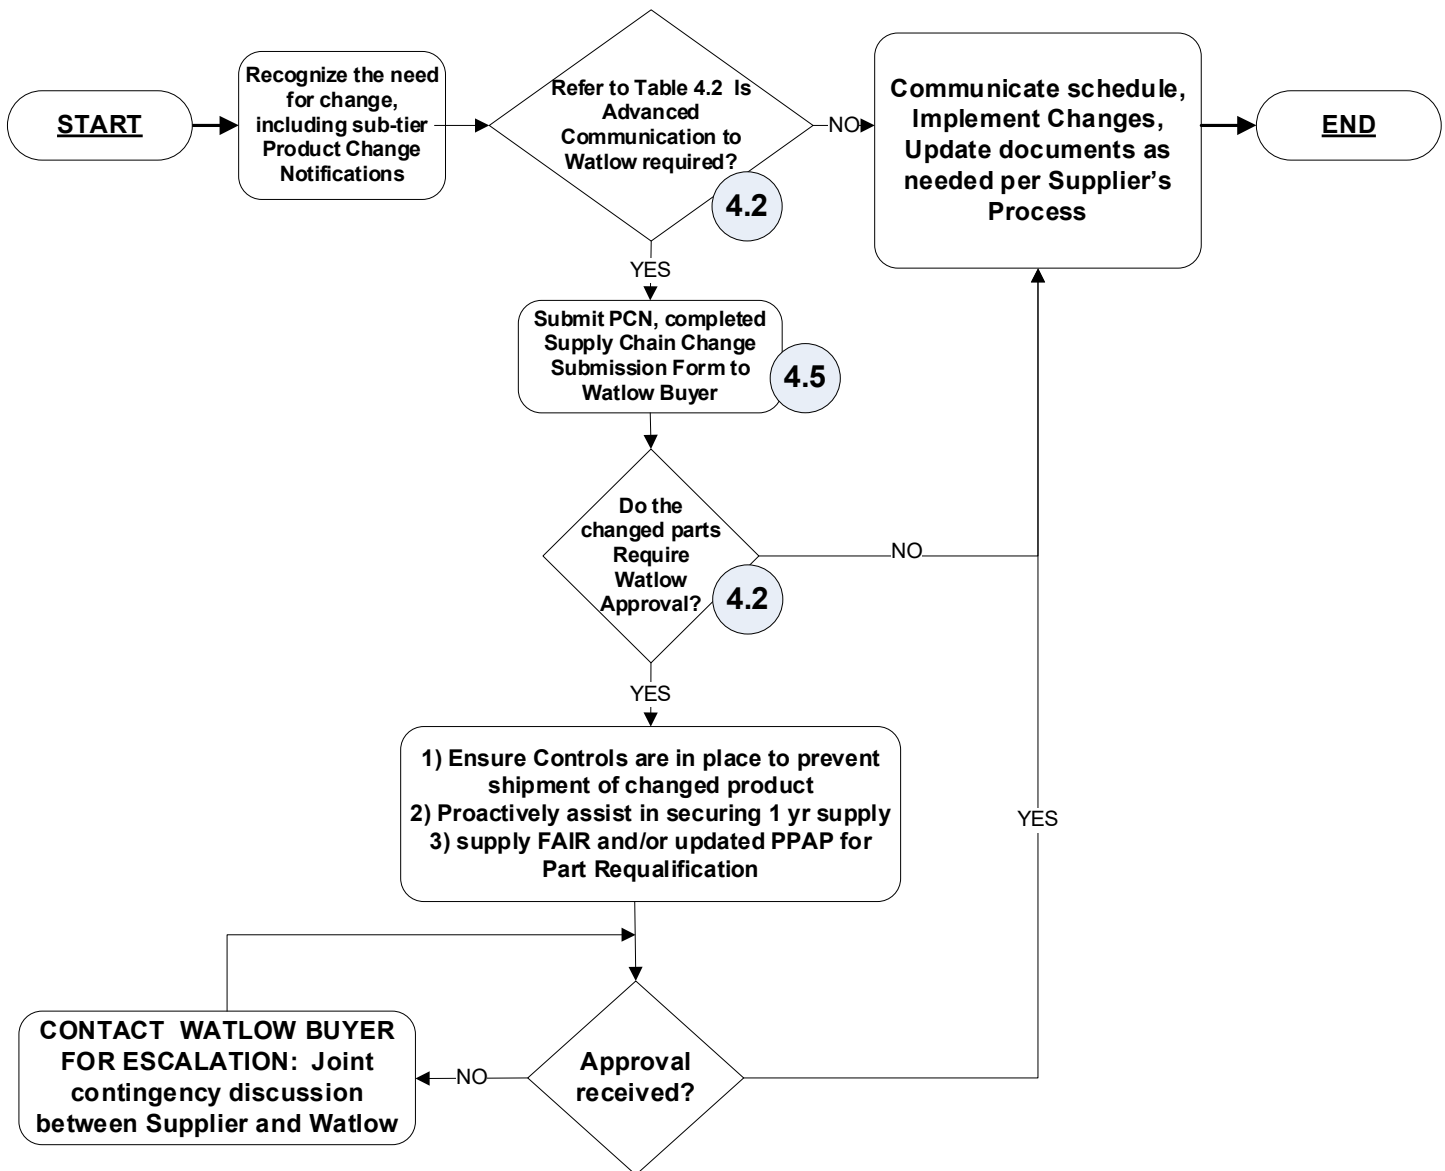 START
Recognize the need
for change,
including sub-tier
Product Change
Notifications
Refer to Table 4.2 Is
Advanced
Communication to
Watlow required?
4.2
NO
Communicate schedule,
Implement Changes,
Update documents as
needed per Supplier’s
Process
END
YES
Submit PCN, completed
Supply Chain Change
Submission Form to
Watlow Buyer
4.5
Do the
changed parts
Require
Watlow
Approval?
4.2
NO
YES
1) Ensure Controls are in place to prevent
shipment of changed product
2) Proactively assist in securing 1 yr supply
3) supply FAIR and/or updated PPAP for
Part Requalification
YES
CONTACT WATLOW BUYER
FOR ESCALATION: Joint
contingency discussion
between Supplier and Watlow
NO
Approval
received?